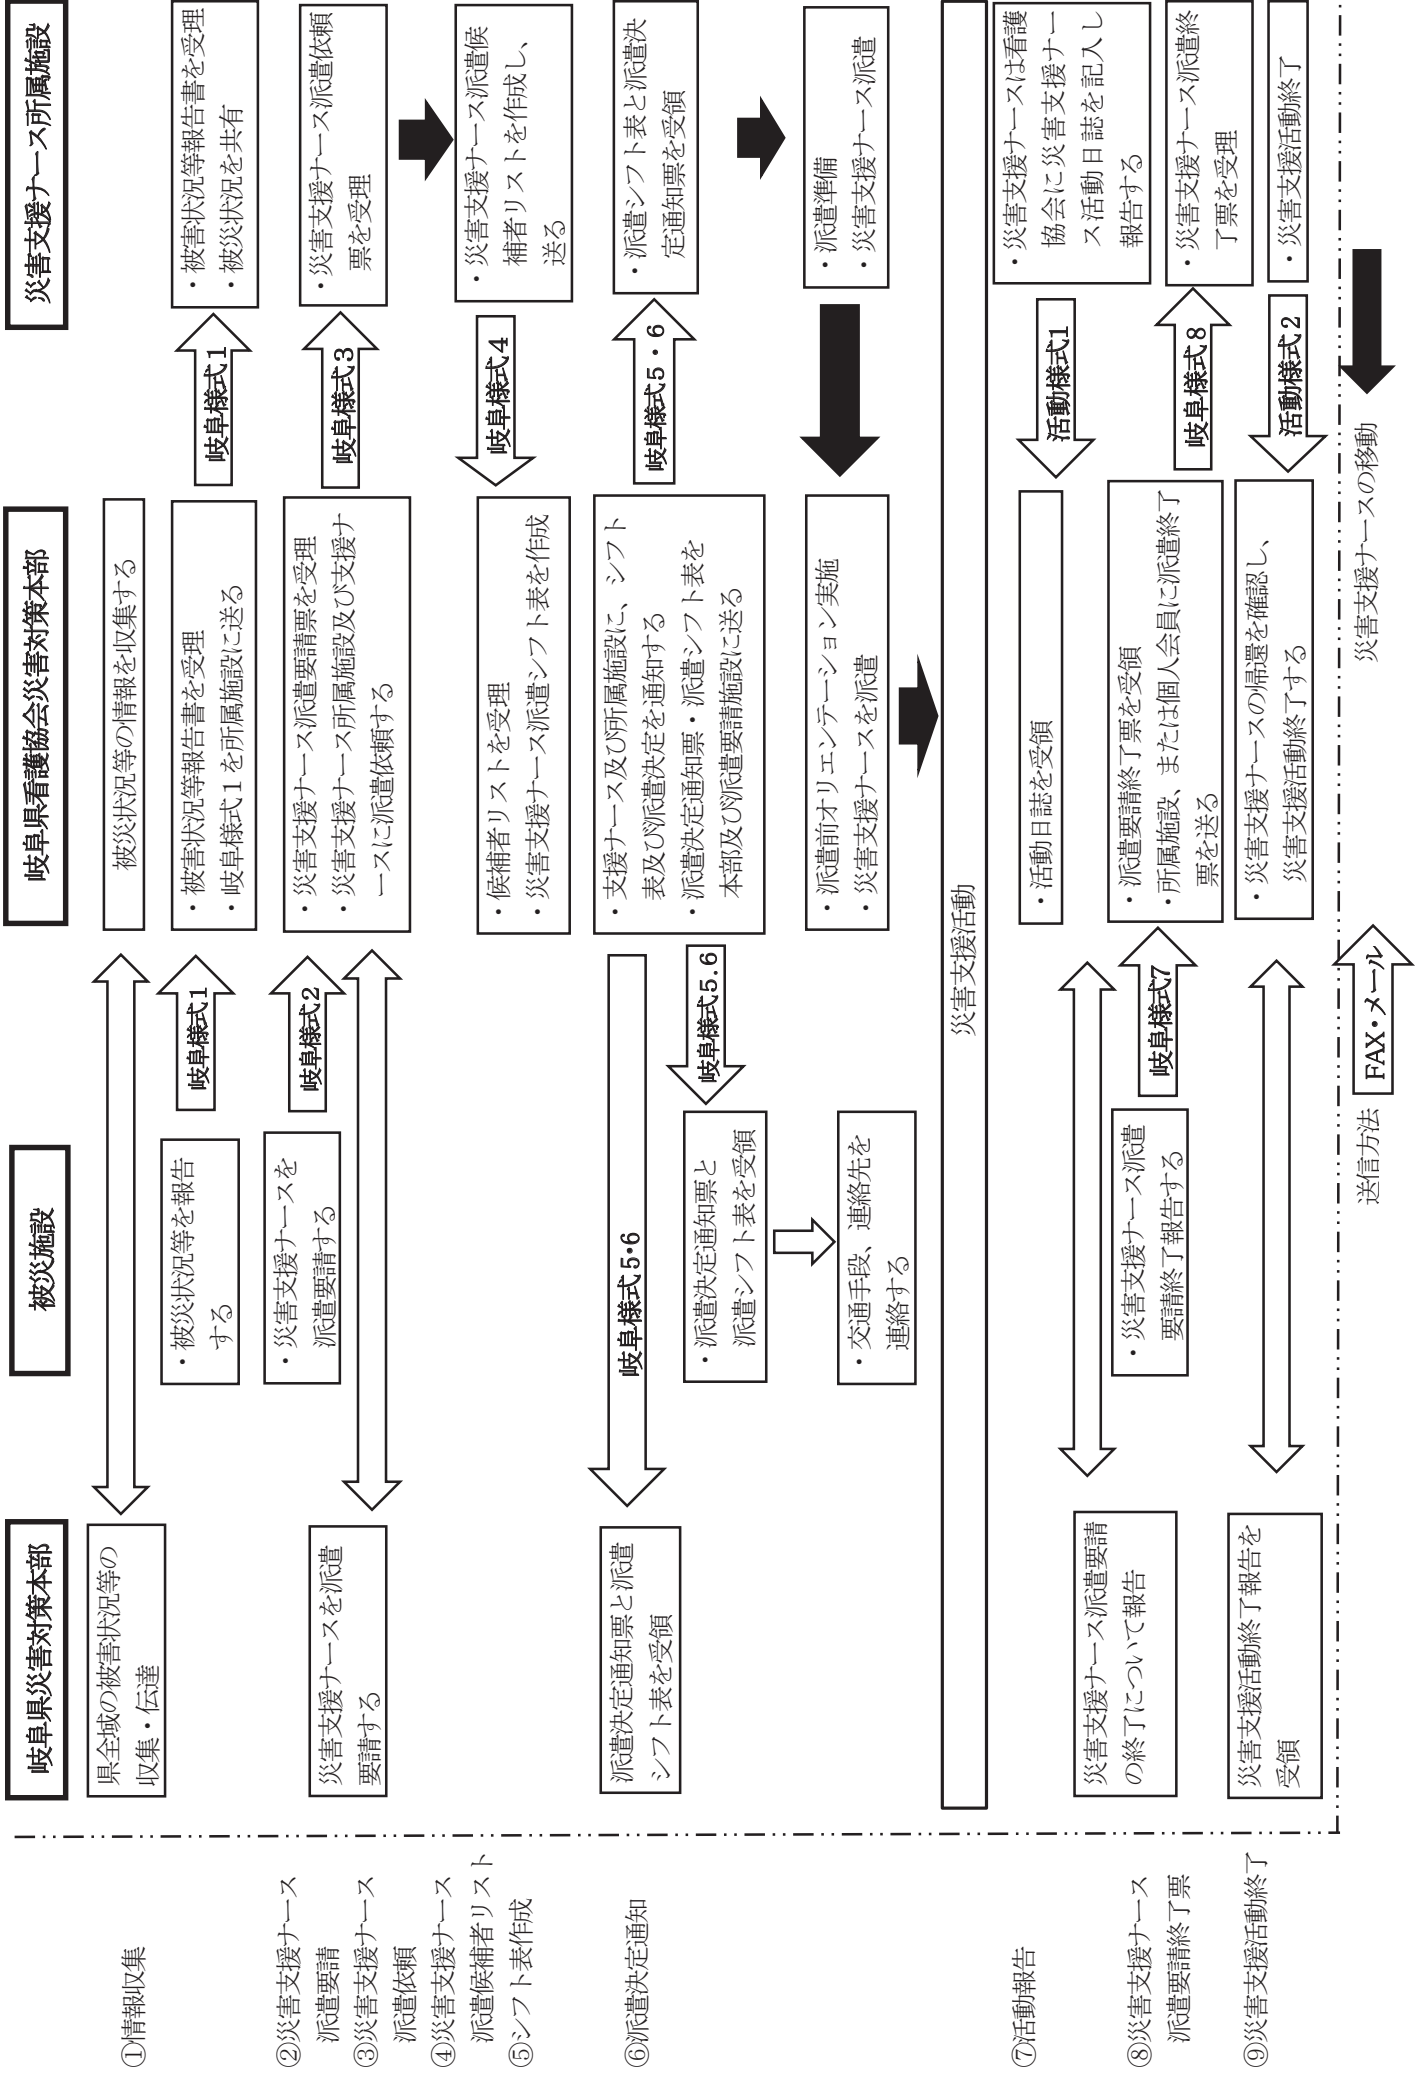 岐阜県災害対策本部
被災施設
岐阜県看護協会災害対策本部
災害支援ナース所属施設
①情報収集
県全域の被害状況等の
収集・伝達
被災状況等の情報を収集する
・被災状況等を報告
する
岐阜様式1
・被害状況等報告書を受理
・岐阜様式1を所属施設に送る
岐阜様式1
・被害状況等報告書を受理
・被災状況を共有
②災害支援ナース
派遣要請
③災害支援ナース
派遣依頼
災害支援ナースを派遣
要請する
・災害支援ナースを
派遣要請する
岐阜様式2
・災害支援ナース派遣要請票を受理
・災害支援ナース所属施設及び支援ナ
ースに派遣依頼する
岐阜様式3
・災害支援ナース派遣依頼
票を受理
④災害支援ナース
派遣候補者リスト
⑤シフト表作成
・候補者リストを受理
・災害支援ナース派遣シフト表を作成
岐阜様式4
・災害支援ナース派遣候
補者リストを作成し、
送る
⑥派遣決定通知
派遣決定通知票と派遣
シフト表を受領
岐阜様式5・6
・支援ナース及び所属施設に、シフト
表及び派遣決定を通知する
・派遣決定通知票・派遣シフト表を
本部及び派遣要請施設に送る
岐阜様式5・6
・派遣シフト表と派遣決
定通知票を受領
・派遣決定通知票と
派遣シフト表を受領
岐阜様式5.6
・交通手段、連絡先を
連絡する
・派遣前オリエンテーション実施
・災害支援ナースを派遣
・派遣準備
・災害支援ナース派遣
災害支援活動
⑦活動報告
・活動日誌を受領
活動様式1
・災害支援ナースは看護
協会に災害支援ナー
ス活動日誌を記入し
報告する
⑧災害支援ナース
派遣要請終了票
災害支援ナース派遣要請
の終了について報告
・災害支援ナース派遣
要請終了報告する
岐阜様式7
・派遣要請終了票を受領
・所属施設、または個人会員に派遣終了
票を送る
岐阜様式8
・災害支援ナース派遣終
了票を受理
⑨災害支援活動終了
災害支援活動終了報告を
受領
・災害支援ナースの帰還を確認し、
災害支援活動終了する
活動様式2
・災害支援活動終了
送信方法
FAX・メール
災害支援ナースの移動